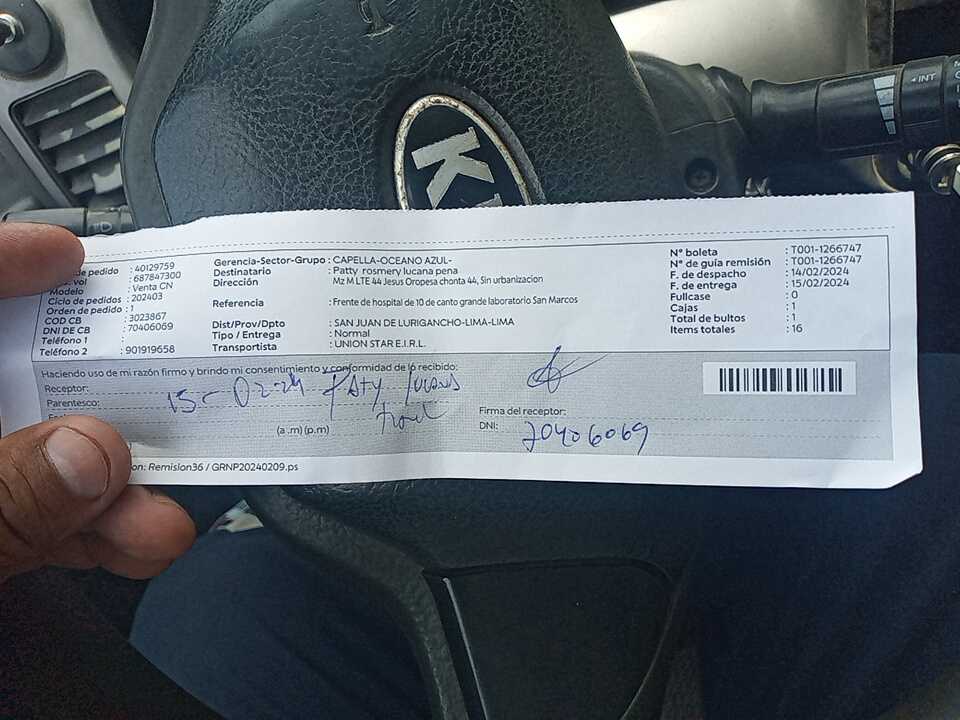 K
INT
de pedido : 40129759
vol : 687847300
Modelo : Venta CN
Ciclo de pedidos : 202403
Orden de pedido : 1
COD CB : 3023867
DNI DE CB : 70406069
Teléfono 1 :
Teléfono 2 : 901919658
Gerencia-Sector-Grupo : CAPELLA-OCEANO AZUL-
Destinatario : Patty rosmery lucana pena
Dirección : Mz M LTE 44 Jesus Oropesa chonta 44, Sin urbanizacion
Referencia : Frente de hospital de 10 de canto grande laboratorio San Marcos
Dist/Prov/Dpto : SAN JUAN DE LURIGANCHO-LIMA-LIMA
Tipo / Entrega : Normal
Transportista : UNION STAR E.I.R.L.
N° boleta : T001-1266747
N° de guía remisión : T001-1266747
F. de despacho : 14/02/2024
F. de entrega : 15/02/2024
Fullcase : 0
Cajas : 1
Total de bultos : 1
Items totales : 16
Haciendo uso de mi razón firmo y brindo mi consentimiento y conformidad de lo recibido:
Receptor:
Parentesco:
15-02-24 Paty
(a .m) (p.m)
Firma del receptor:
DNI: 70406069
on: Remision36 / GRNP20240209.ps